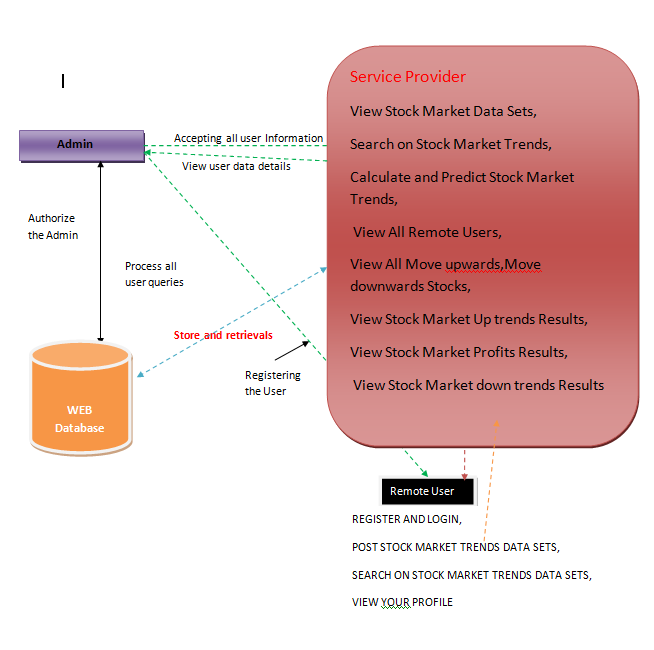 Service Provider
View Stock Market Data Sets,
Search on Stock Market Trends,
Calculate and Predict Stock Market
Trends,
View All Remote Users,
View All Move upwards,Move
downwards Stocks,
View Stock Market Up trends Results,
View Stock Market Profits Results,
View Stock Market down trends Results
Admin
Accepting all user Information
View user data details
Authorize
the Admin
Process all
user queries
Store and retrievals
Registering
the User
WEB
Database
Remote User
REGISTER AND LOGIN,
POST STOCK MARKET TRENDS DATA SETS,
SEARCH ON STOCK MARKET TRENDS DATA SETS,
VIEW YOUR PROFILE